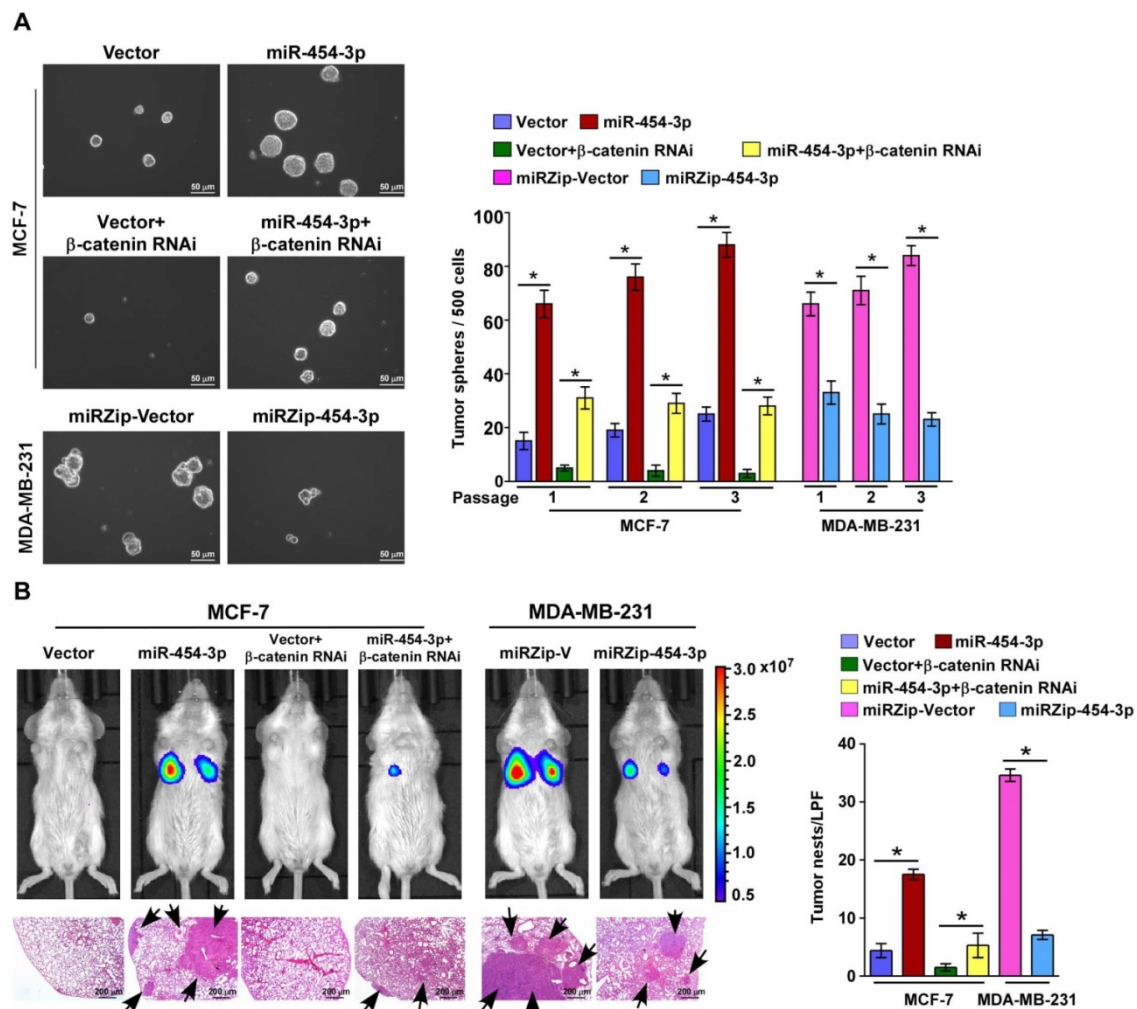 A
Vector
miR-454-3p
MCF-7
50 μm
50 μm
Vector+
β-catenin RNAi
miR-454-3p+
β-catenin RNAi
50 μm
50 μm
MDA-MB-231
miRZip-Vector
miRZip-454-3p
50 μm
50 μm
Vector
miR-454-3p
Vector+β-catenin RNAi
miR-454-3p+β-catenin RNAi
miRZip-Vector
miRZip-454-3p
Tumor spheres / 500 cells
100
80
60
40
20
0
* * * * * * * * *
Passage 1 2 3 1 2 3
MCF-7 MDA-MB-231
B
MCF-7
MDA-MB-231
Vector
miR-454-3p
Vector+
β-catenin RNAi
miR-454-3p+
β-catenin RNAi
miRZip-V
miRZip-454-3p
3.0 x10⁷
2.5
2.0
1.5
1.0
0.5
200 μm
200 μm
200 μm
200 μm
200 μm
200 μm
Vector
miR-454-3p
Vector+β-catenin RNAi
miR-454-3p+β-catenin RNAi
miRZip-Vector
miRZip-454-3p
Tumor nests/LPF
40
30
20
10
0
* * *
MCF-7 MDA-MB-231